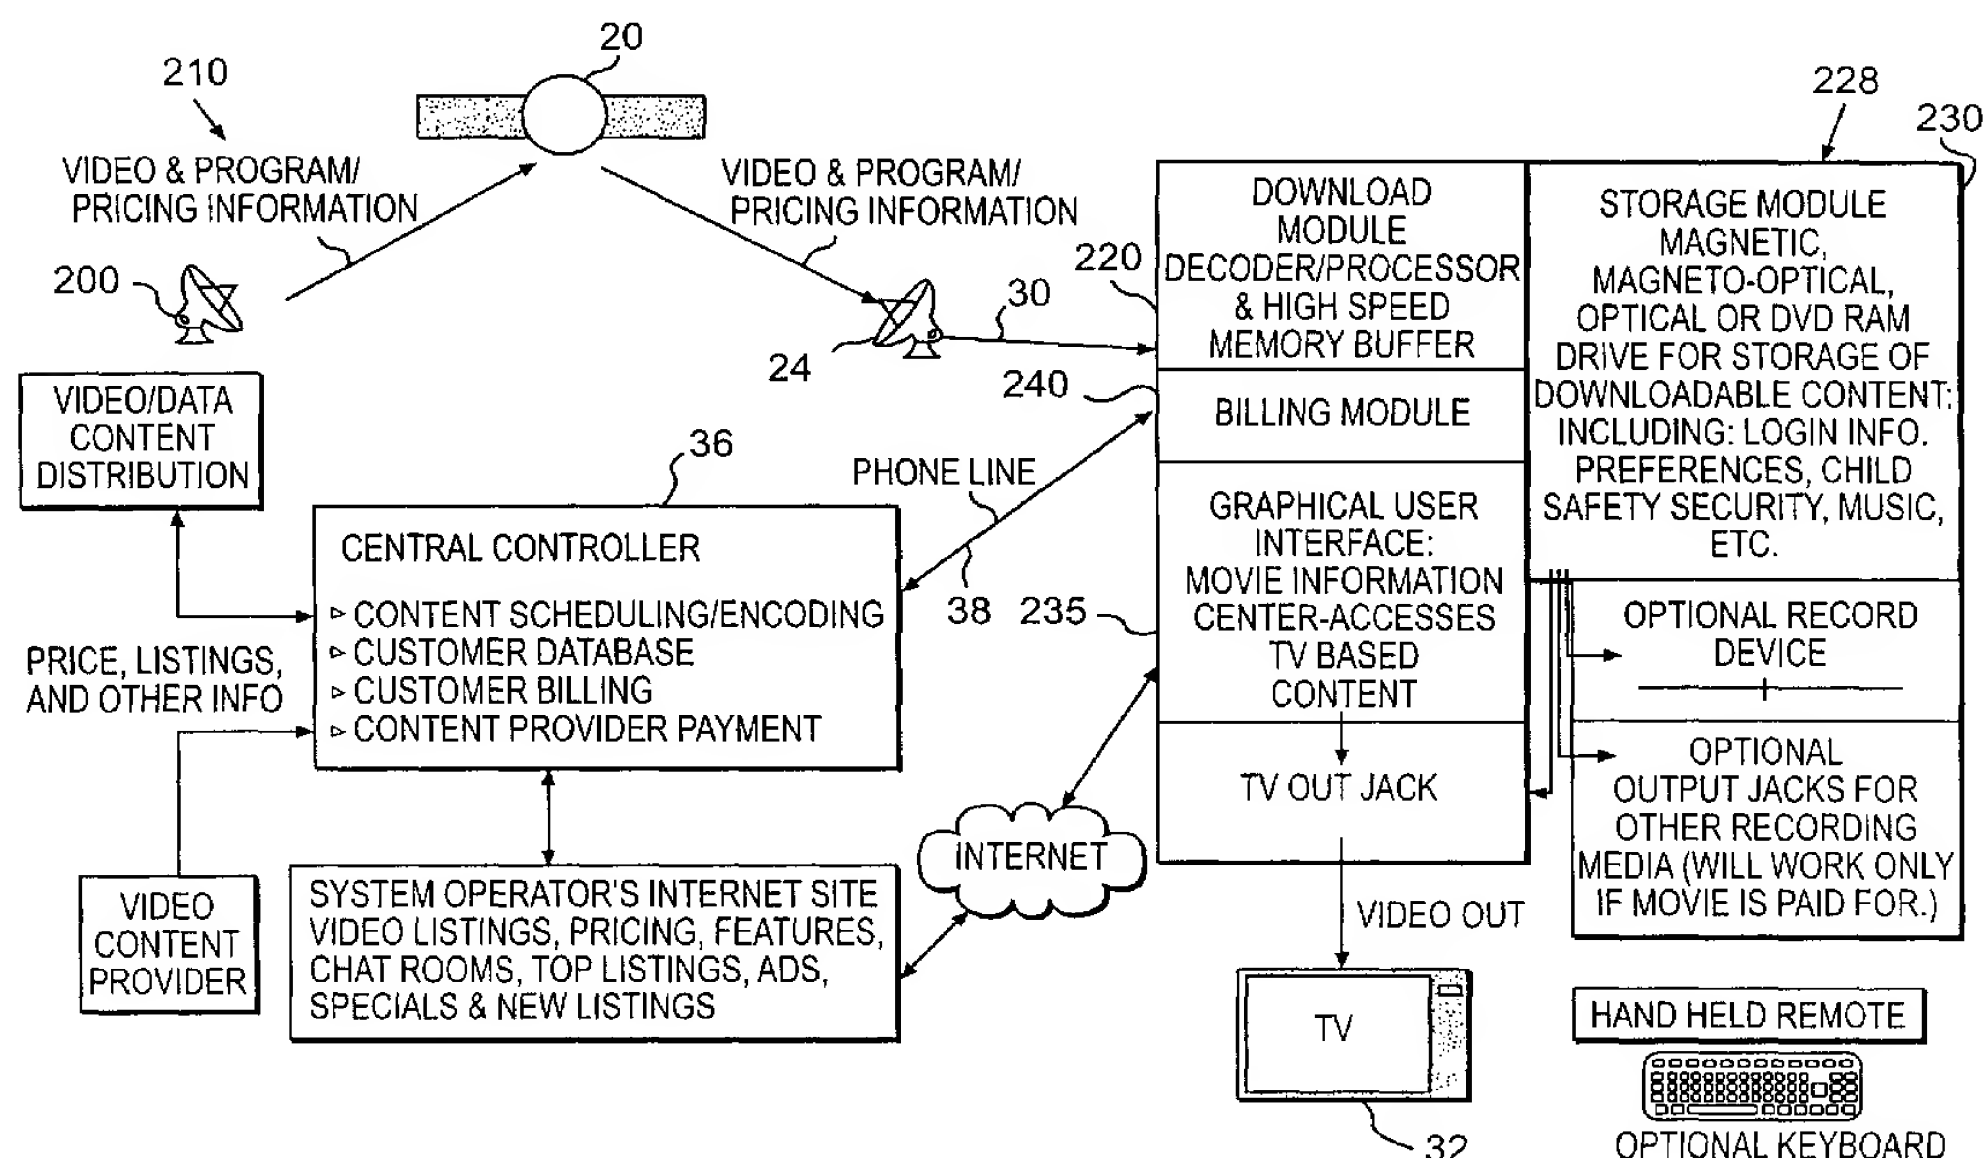 20
210
228
230
VIDEO & PROGRAM/
PRICING INFORMATION
VIDEO & PROGRAM/
PRICING INFORMATION
200
24
30
220
DOWNLOAD
MODULE
DECODER/PROCESSOR
& HIGH SPEED
MEMORY BUFFER
240
BILLING MODULE
GRAPHICAL USER
INTERFACE:
MOVIE INFORMATION
CENTER-ACCESSES
TV BASED
CONTENT
235
TV OUT JACK
STORAGE MODULE
MAGNETIC,
MAGNETO-OPTICAL,
OPTICAL OR DVD RAM
DRIVE FOR STORAGE OF
DOWNLOADABLE CONTENT:
INCLUDING: LOGIN INFO.
PREFERENCES, CHILD
SAFETY SECURITY, MUSIC,
ETC.
OPTIONAL RECORD
DEVICE
OPTIONAL
OUTPUT JACKS FOR
OTHER RECORDING
MEDIA (WILL WORK ONLY
IF MOVIE IS PAID FOR.)
VIDEO/DATA
CONTENT
DISTRIBUTION
36
PHONE LINE
38
CENTRAL CONTROLLER
▹ CONTENT SCHEDULING/ENCODING
▹ CUSTOMER DATABASE
▹ CUSTOMER BILLING
▹ CONTENT PROVIDER PAYMENT
PRICE, LISTINGS,
AND OTHER INFO
VIDEO
CONTENT
PROVIDER
SYSTEM OPERATOR'S INTERNET SITE
VIDEO LISTINGS, PRICING, FEATURES,
CHAT ROOMS, TOP LISTINGS, ADS,
SPECIALS & NEW LISTINGS
INTERNET
VIDEO OUT
TV
32
HAND HELD REMOTE
OPTIONAL KEYBOARD